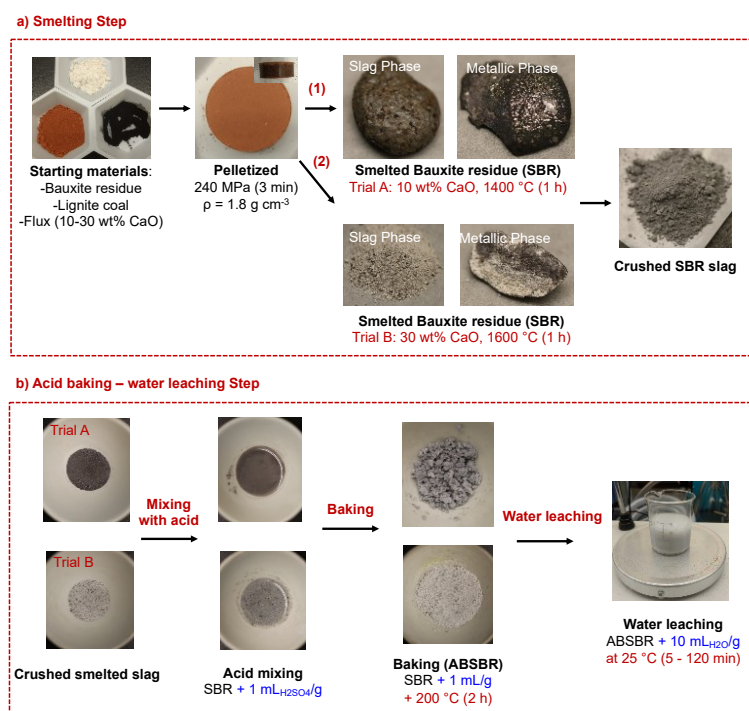 a) Smelting Step
Starting materials:
-Bauxite residue
-Lignite coal
-Flux (10-30 wt% CaO)
Pelletized
240 MPa (3 min)
ρ = 1.8 g cm⁻³
(1)
(2)
Slag Phase
Metallic Phase
Smelted Bauxite residue (SBR)
Trial A: 10 wt% CaO, 1400 °C (1 h)
Slag Phase
Metallic Phase
Smelted Bauxite residue (SBR)
Trial B: 30 wt% CaO, 1600 °C (1 h)
Crushed SBR slag
b) Acid baking – water leaching Step
Trial A
Trial B
Crushed smelted slag
Mixing
with acid
Acid mixing
SBR + 1 mL_H2SO4/g
Baking
Baking (ABSBR)
SBR + 1 mL/g
+ 200 °C (2 h)
Water leaching
Water leaching
ABSBR + 10 mL_H2O/g
at 25 °C (5 - 120 min)